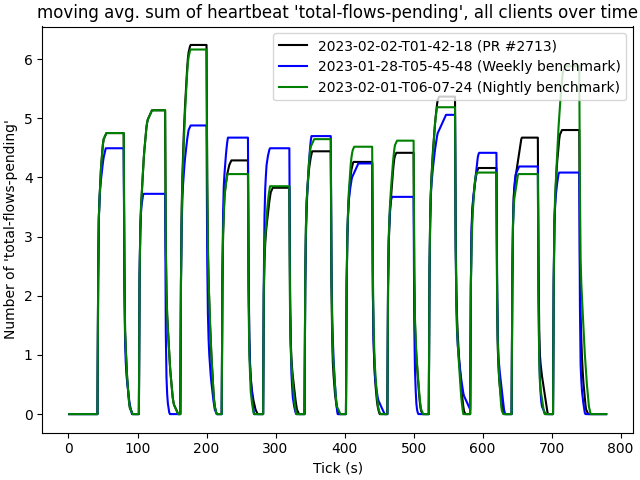 moving avg. sum of heartbeat 'total-flows-pending', all clients over time
2023-02-02-T01-42-18 (PR #2713)
2023-01-28-T05-45-48 (Weekly benchmark)
2023-02-01-T06-07-24 (Nightly benchmark)
Number of 'total-flows-pending'
6
5
4
3
2
1
0
0 100 200 300 400 500 600 700 800
Tick (s)